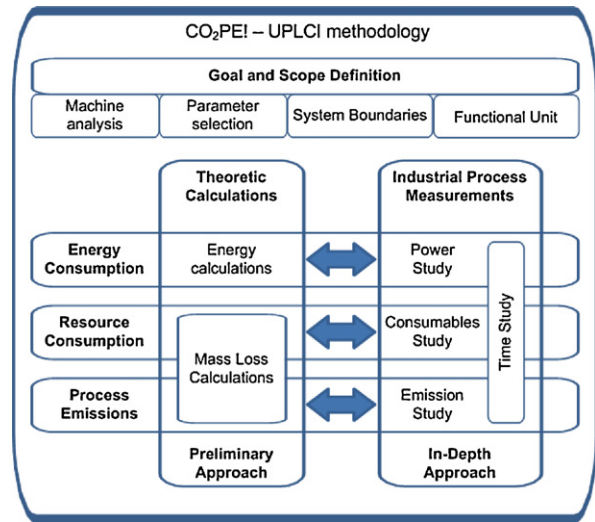 CO₂PE! – UPLCI methodology
Goal and Scope Definition
Machine
analysis
Parameter
selection
System Boundaries
Functional Unit
Theoretic
Calculations
Industrial Process
Measurements
Energy
Consumption
Energy
calculations
Power
Study
Resource
Consumption
Mass Loss
Calculations
Consumables
Study
Time Study
Process
Emissions
Emission
Study
Preliminary
Approach
In-Depth
Approach